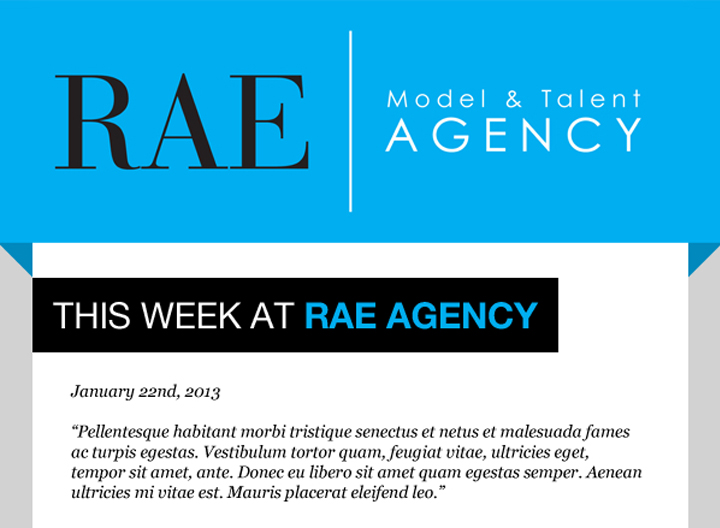 RAE
Model & Talent
AGENCY
THIS WEEK AT RAE AGENCY
January 22nd, 2013
“Pellentesque habitant morbi tristique senectus et netus et malesuada fames
ac turpis egestas. Vestibulum tortor quam, feugiat vitae, ultricies eget,
tempor sit amet, ante. Donec eu libero sit amet quam egestas semper. Aenean
ultricies mi vitae est. Mauris placerat eleifend leo.”